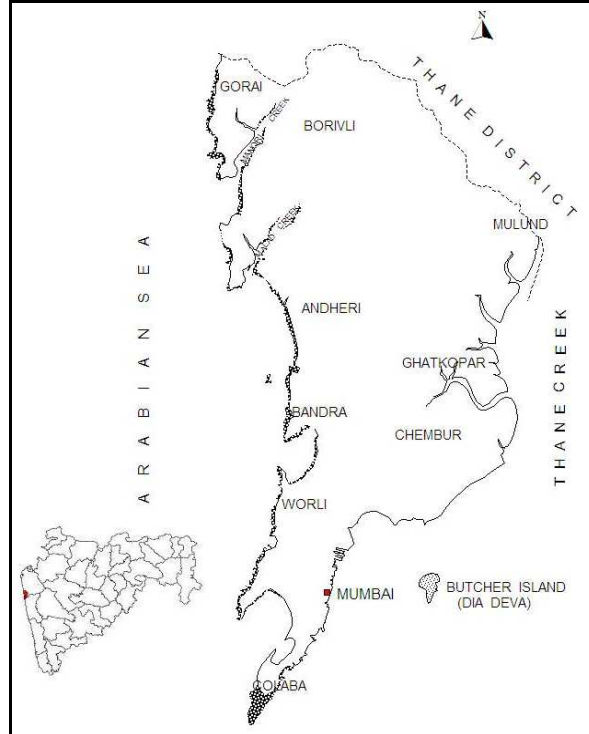 N
GORAI
CREEK
BORIVLI
THANE DISTRICT
MULUND
ARABIAN SEA
ANDHERI
THANE CREEK
GHATKOPAR
BANDRA
CHEMBUR
WORLI
MUMBAI
BUTCHER ISLAND
(DIA DEVA)
COLABA